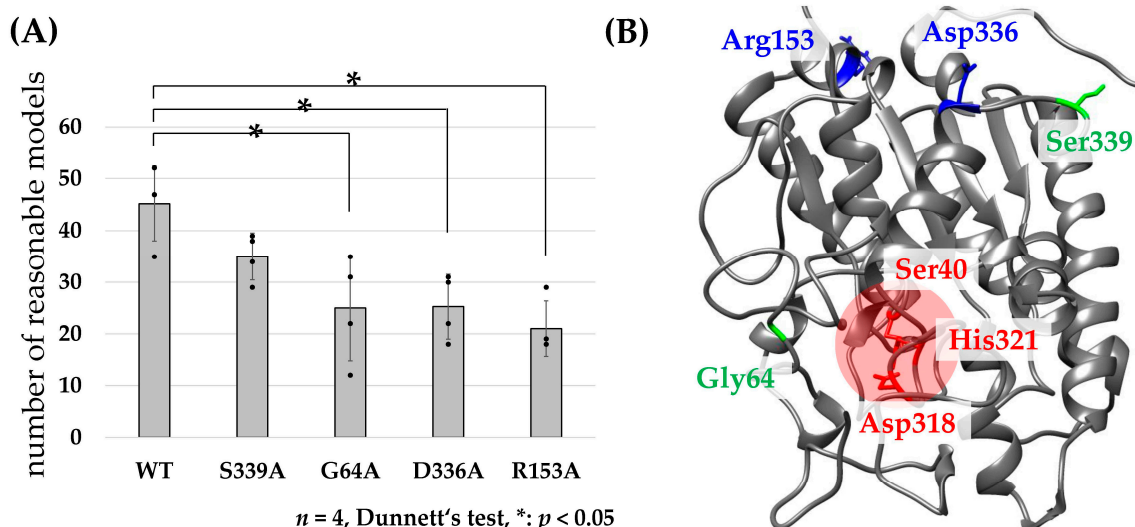 (A)
number of reasonable models
60
50
40
30
20
10
0
*
*
*
WT S339A G64A D336A R153A
n = 4, Dunnett‘s test, *: p < 0.05
(B)
Arg153
Asp336
Ser339
Ser40
His321
Gly64
Asp318